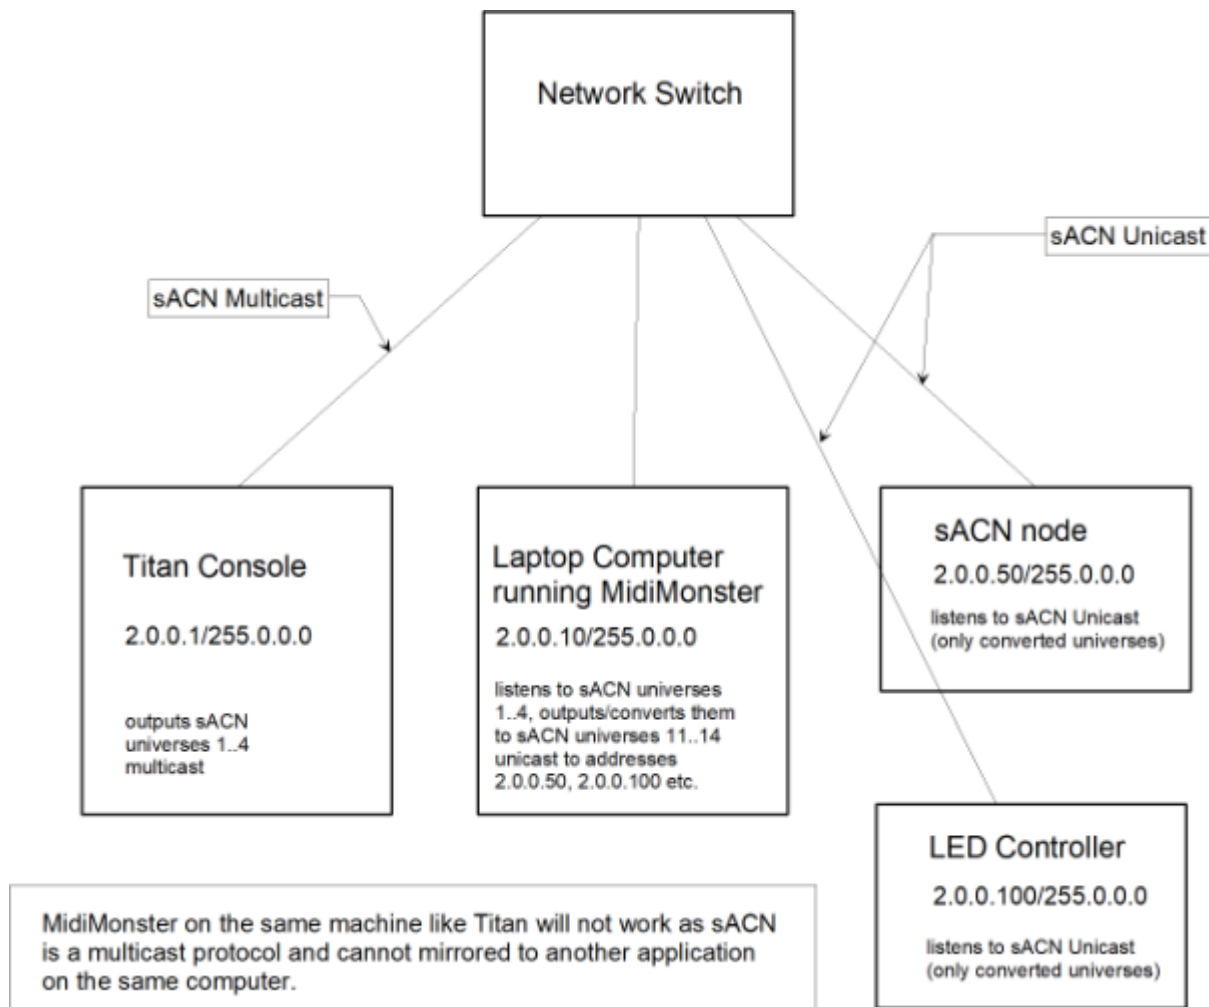 Network Switch
sACN Unicast
sACN Multicast
Titan Console
2.0.0.1/255.0.0.0
outputs sACN
universes 1..4
multicast
Laptop Computer
running MidiMonster
2.0.0.10/255.0.0.0
listens to sACN universes
1..4, outputs/converts them
to sACN universes 11..14
unicast to addresses
2.0.0.50, 2.0.0.100 etc.
sACN node
2.0.0.50/255.0.0.0
listens to sACN Unicast
(only converted universes)
LED Controller
2.0.0.100/255.0.0.0
listens to sACN Unicast
(only converted universes)
MidiMonster on the same machine like Titan will not work as sACN
is a multicast protocol and cannot mirrored to another application
on the same computer.